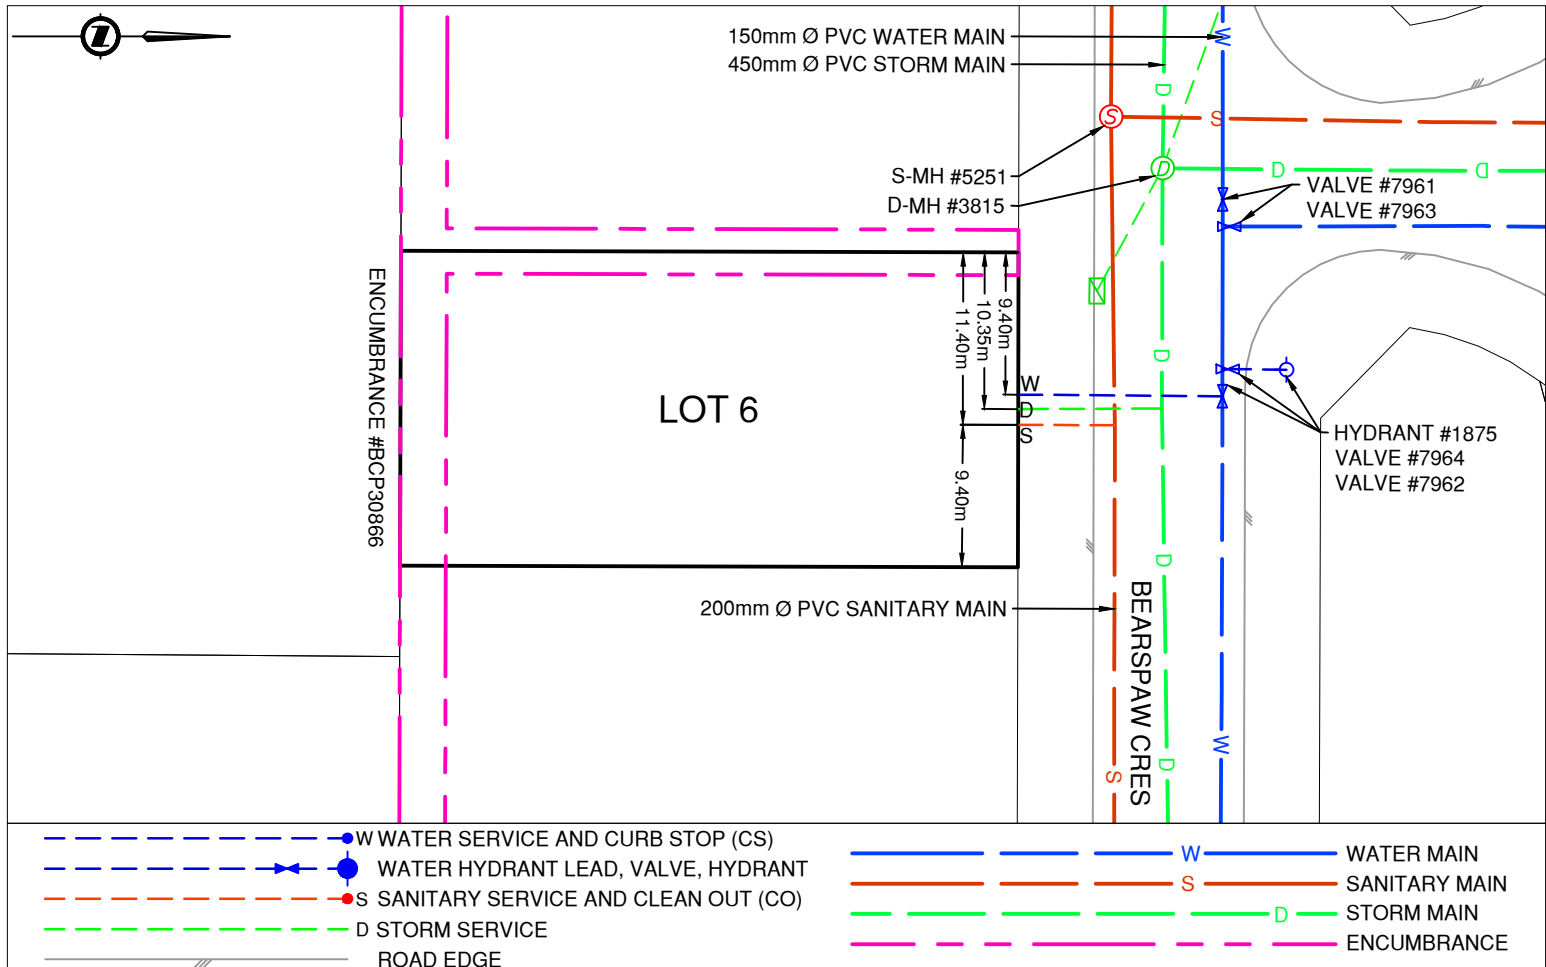 Z
150mm Ø PVC WATER MAIN
450mm Ø PVC STORM MAIN
W
D
S
S
S-MH #5251
D-MH #3815
D
D
D
VALVE #7961
VALVE #7963
ENCUMBRANCE #BCP30866
9.40m
10.35m
11.40m
9.40m
LOT 6
W
D
S
D
HYDRANT #1875
VALVE #7964
VALVE #7962
D
200mm Ø PVC SANITARY MAIN
BEARSPAW CRES
W
D
S
W WATER SERVICE AND CURB STOP (CS)
WATER HYDRANT LEAD, VALVE, HYDRANT
S SANITARY SERVICE AND CLEAN OUT (CO)
D STORM SERVICE
ROAD EDGE
W WATER MAIN
S SANITARY MAIN
D STORM MAIN
ENCUMBRANCE